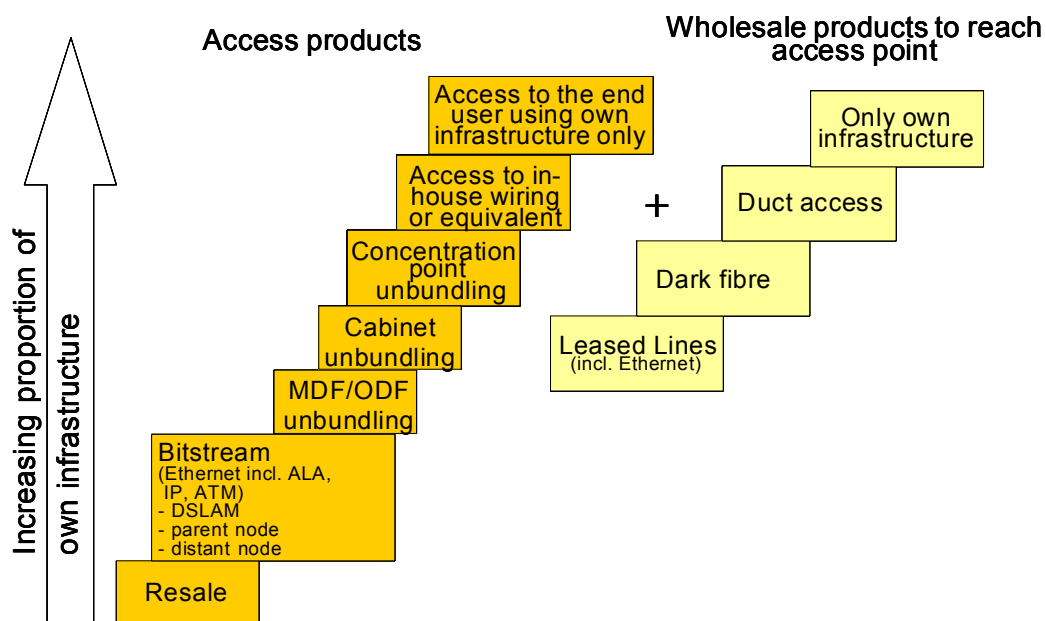 Access products
Wholesale products to reach
access point
Increasing proportion of
own infrastructure
Access to the end
user using own
infrastructure only
Access to in-
house wiring
or equivalent
Concentration
point
unbundling
Cabinet
unbundling
MDF/ODF
unbundling
Bitstream
(Ethernet incl. ALA,
IP, ATM)
- DSLAM
- parent node
- distant node
Resale
+
Only own
infrastructure
Duct access
Dark fibre
Leased Lines
(incl. Ethernet)